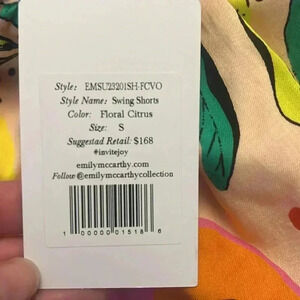 Style: EMSU23201SH-FCVO
Style Name: Swing Shorts
Color: Floral Citrus
Size: S
Suggestad Retail: $168
#invitejoy
emilymccarthy.com
Follow @emilymccarthycollection
1 00000 01518 6